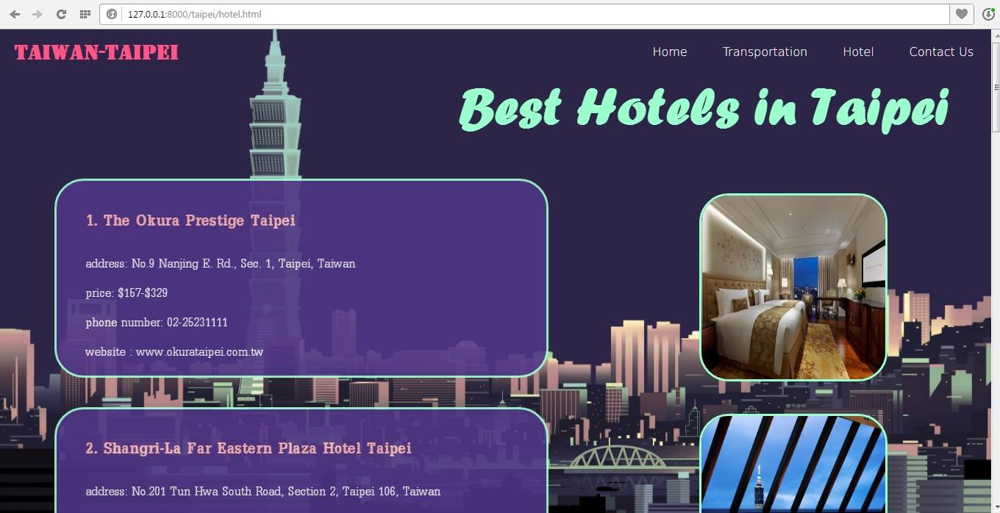 127.0.0.1:8000/taipei/hotel.html
TAIWAN-TAIPEI
Home Transportation Hotel Contact Us
Best Hotels in Taipei
1. The Okura Prestige Taipei
address: No.9 Nanjing E. Rd., Sec. 1, Taipei, Taiwan
price: $157-$329
phone number: 02-25231111
website : www.okurataipei.com.tw
2. Shangri-La Far Eastern Plaza Hotel Taipei
address: No.201 Tun Hwa South Road, Section 2, Taipei 106, Taiwan